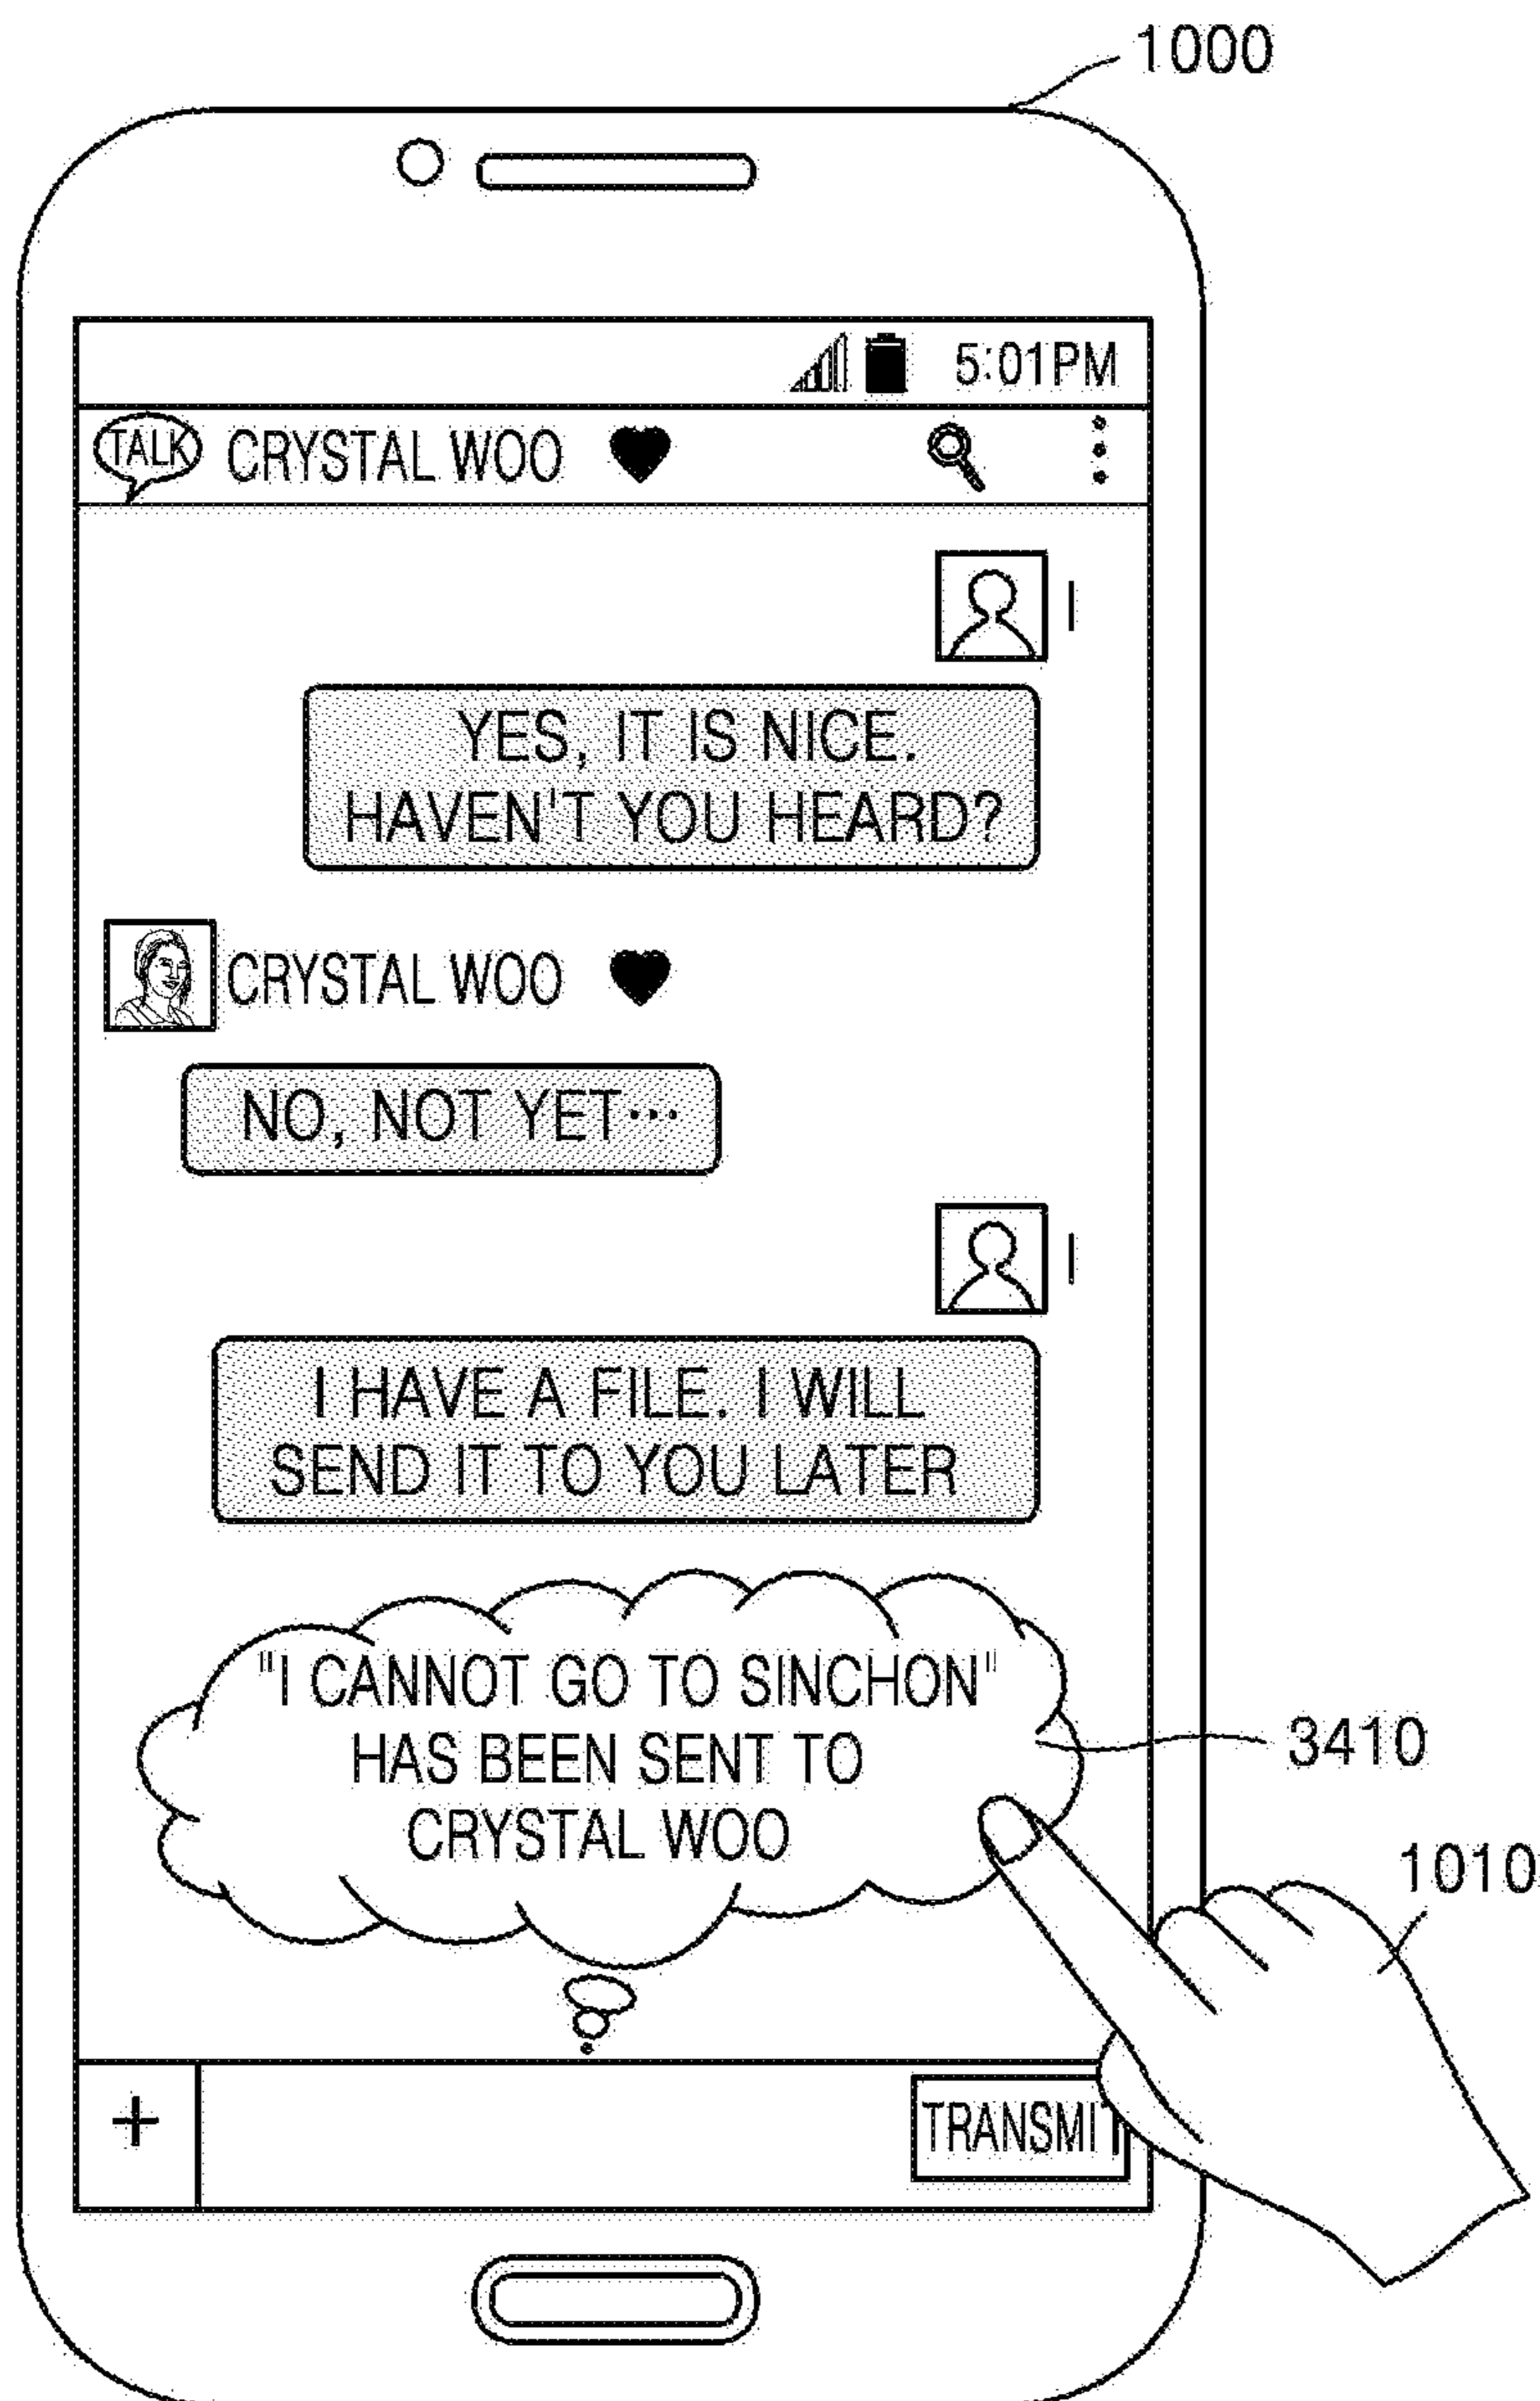 1000
5:01PM
TALK CRYSTAL WOO ♥
I
YES, IT IS NICE.
HAVEN'T YOU HEARD?
CRYSTAL WOO ♥
NO, NOT YET···
I
I HAVE A FILE. I WILL
SEND IT TO YOU LATER
"I CANNOT GO TO SINCHON"
HAS BEEN SENT TO
CRYSTAL WOO
3410
1010
+ TRANSMIT